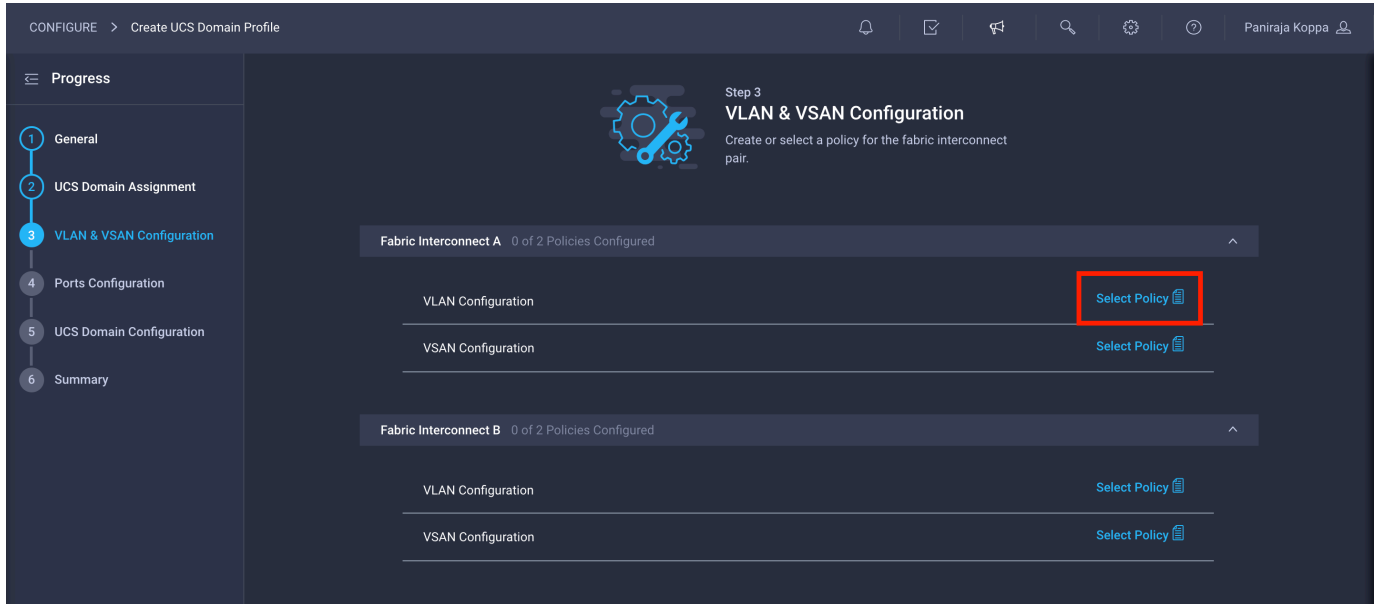 CONFIGURE > Create UCS Domain Profile
Paniraja Koppa
Progress
1 General
2 UCS Domain Assignment
3 VLAN & VSAN Configuration
4 Ports Configuration
5 UCS Domain Configuration
6 Summary
Step 3
VLAN & VSAN Configuration
Create or select a policy for the fabric interconnect
pair.
Fabric Interconnect A 0 of 2 Policies Configured
VLAN Configuration Select Policy
VSAN Configuration Select Policy
Fabric Interconnect B 0 of 2 Policies Configured
VLAN Configuration Select Policy
VSAN Configuration Select Policy